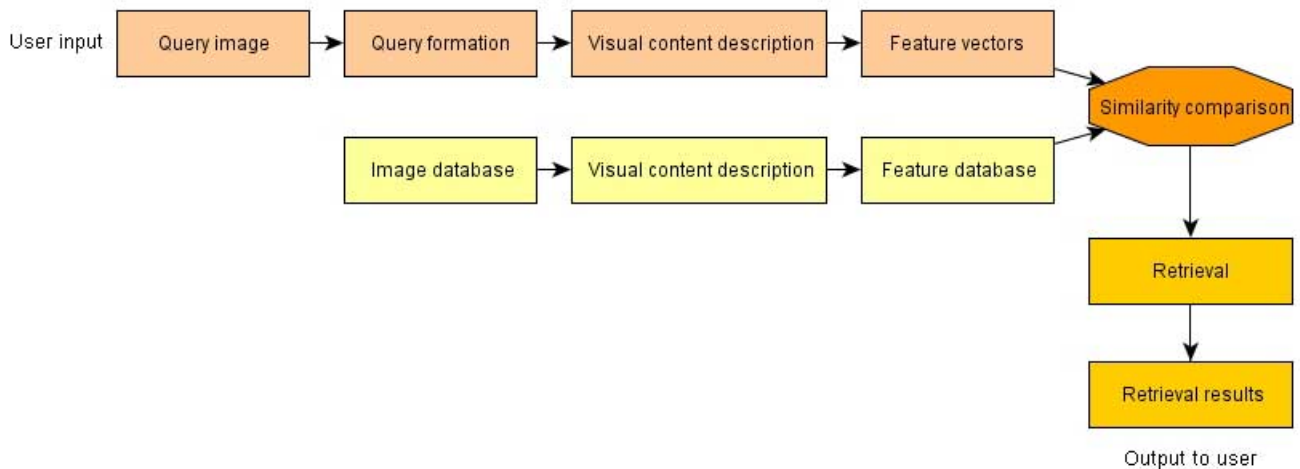 User input
Query image
Query formation
Visual content description
Feature vectors
Similarity comparison
Image database
Visual content description
Feature database
Retrieval
Retrieval results
Output to user